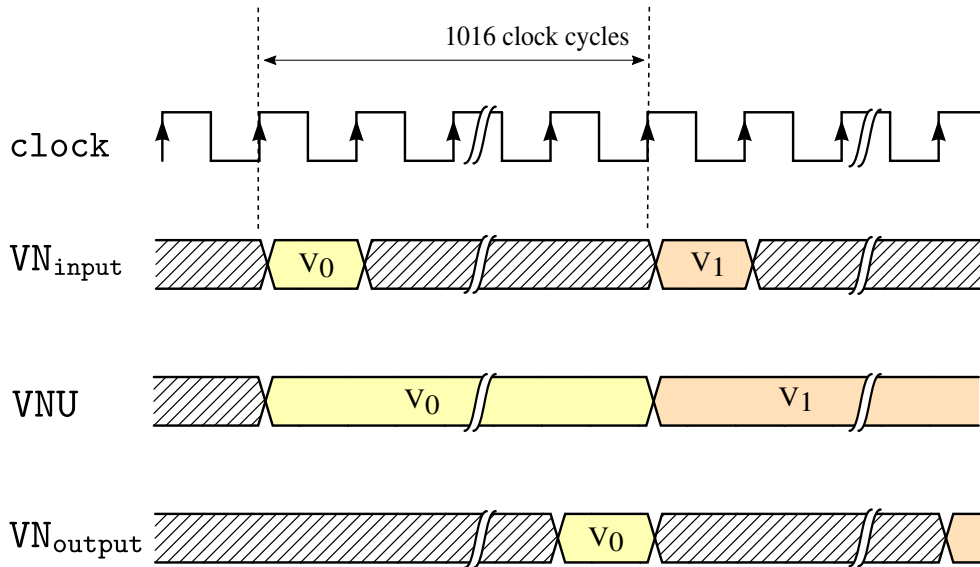 1016 clock cycles
clock
VNinput V0 V1
VNU V0 V1
VNoutput V0